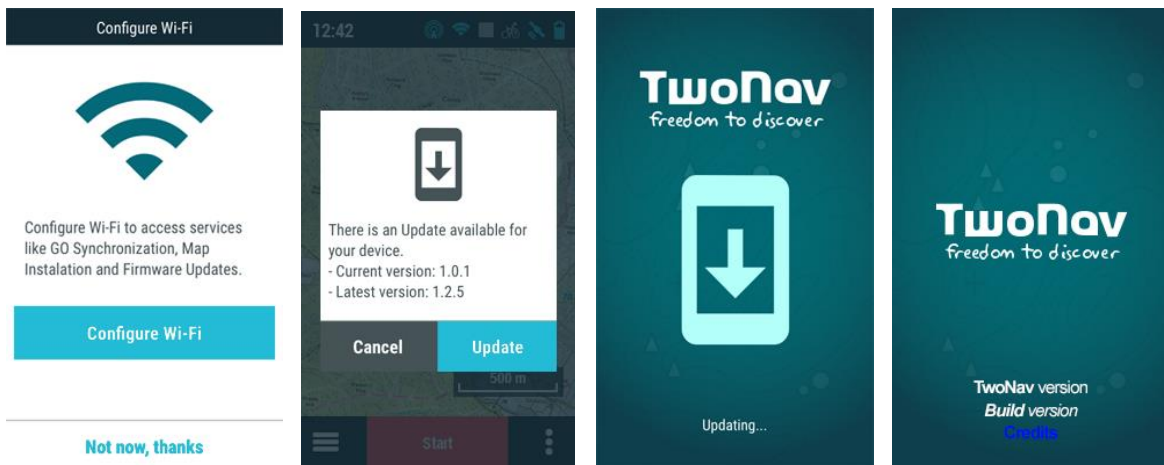 Configure Wi-Fi
Configure Wi-Fi to access services
like GO Synchronization, Map
Instalation and Firmware Updates.
Configure Wi-Fi
Not now, thanks
12:42
There is an Update available for
your device.
- Current version: 1.0.1
- Latest version: 1.2.5
Cancel
Update
500 m
Start
TwoNav
freedom to discover
Updating...
TwoNav
freedom to discover
TwoNav version
Build version
Credits